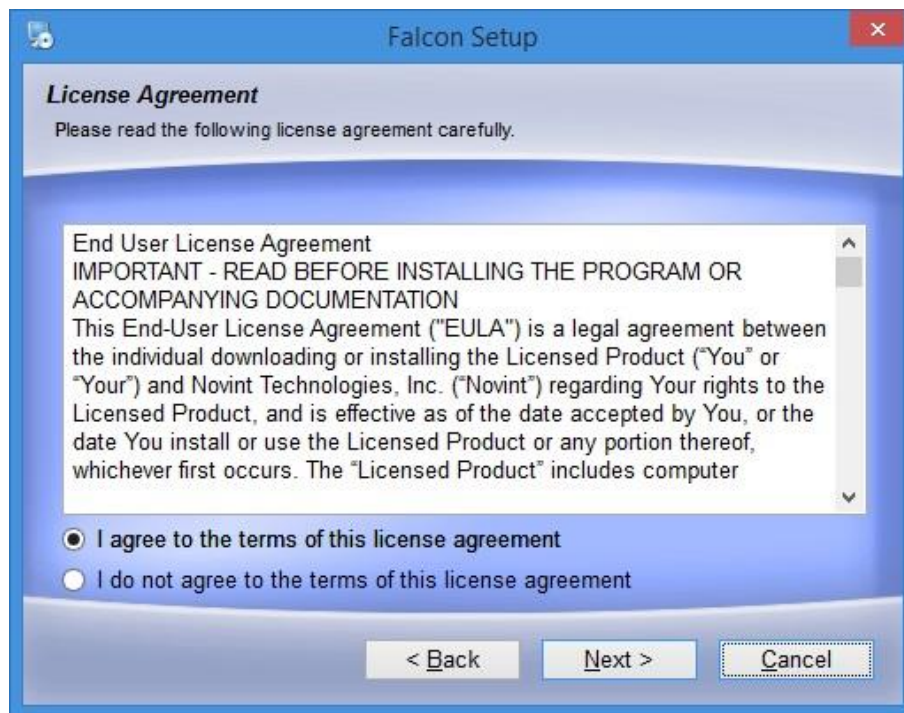 Falcon Setup
License Agreement
Please read the following license agreement carefully.
End User License Agreement
IMPORTANT - READ BEFORE INSTALLING THE PROGRAM OR
ACCOMPANYING DOCUMENTATION
This End-User License Agreement ("EULA") is a legal agreement between
the individual downloading or installing the Licensed Product (“You” or
“Your”) and Novint Technologies, Inc. (“Novint”) regarding Your rights to the
Licensed Product, and is effective as of the date accepted by You, or the
date You install or use the Licensed Product or any portion thereof,
whichever first occurs. The “Licensed Product” includes computer
I agree to the terms of this license agreement
I do not agree to the terms of this license agreement
< Back Next > Cancel